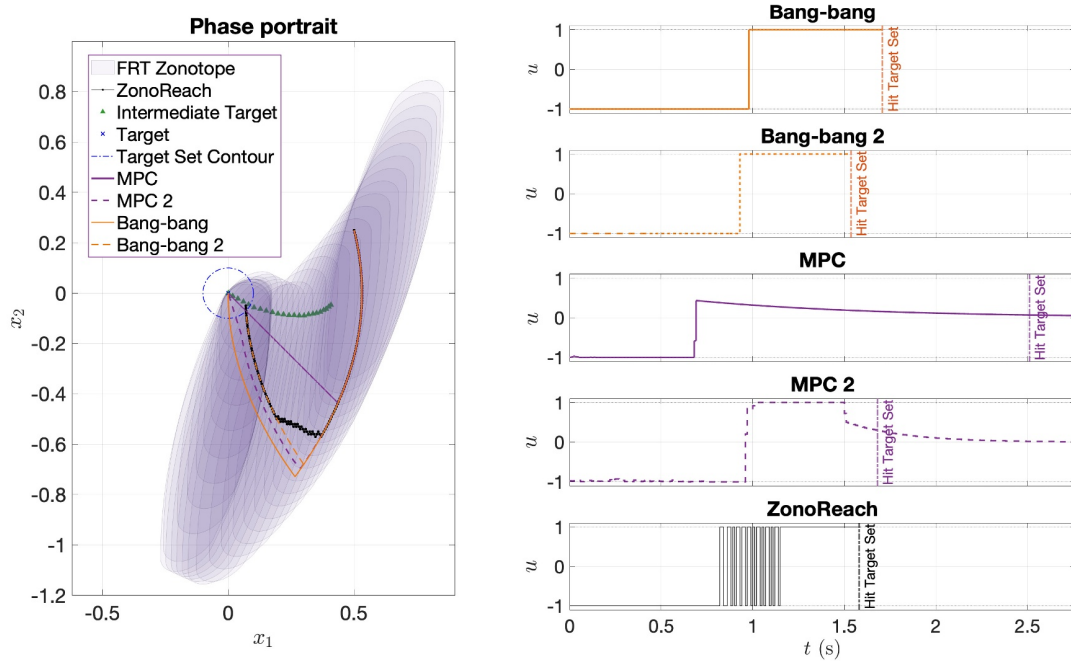 Phase portrait
FRT Zonotope
ZonoReach
Intermediate Target
Target
Target Set Contour
MPC
MPC 2
Bang-bang
Bang-bang 2
1
0.8
0.6
0.4
0.2
0
-0.2
-0.4
-0.6
-0.8
-1
-1.2
x2
-0.5
0
0.5
x1
Bang-bang
1
0
-1
u
Hit Target Set
Bang-bang 2
1
0
-1
u
Hit Target Set
MPC
1
0
-1
u
Hit Target Set
MPC 2
1
0
-1
u
Hit Target Set
ZonoReach
1
0
-1
u
Hit Target Set
0
0.5
1
1.5
2
2.5
t (s)